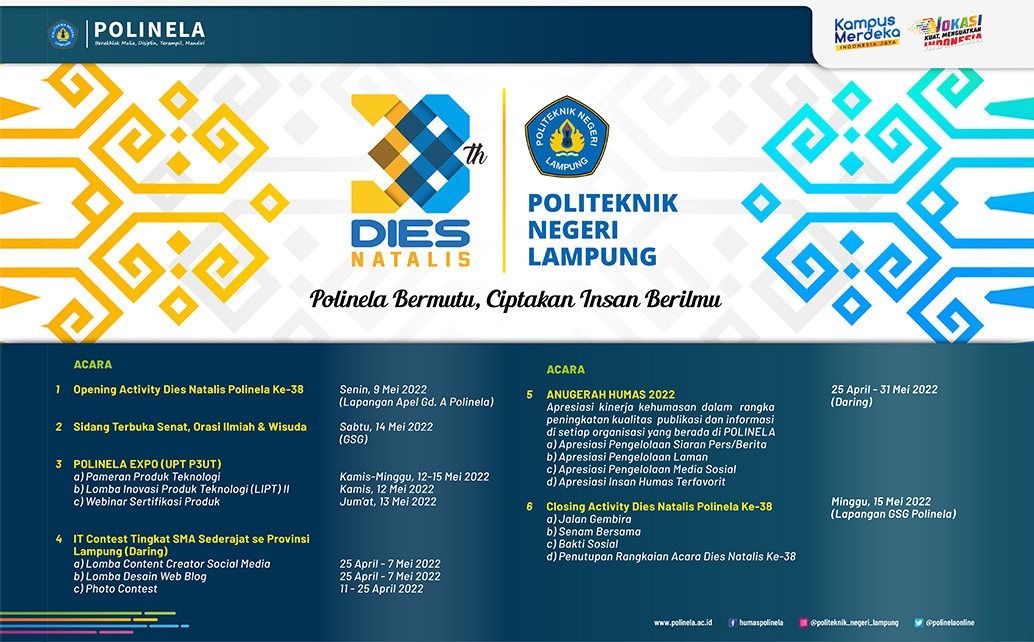 POLINELA
Berakhlak Mulia, Disiplin, Terampil, Mandiri
Kampus
Merdeka
INDONESIA JAYA
VOKASI
KUAT, MENGUATKAN
INDONESIA
38th
DIES
NATALIS
POLITEKNIK NEGERI
LAMPUNG
POLITEKNIK
NEGERI
LAMPUNG
Polinela Bermutu, Ciptakan Insan Berilmu
ACARA
1 Opening Activity Dies Natalis Polinela Ke-38 Senin, 9 Mei 2022
(Lapangan Apel Gd. A Polinela)
2 Sidang Terbuka Senat, Orasi Ilmiah & Wisuda Sabtu, 14 Mei 2022
(GSG)
3 POLINELA EXPO (UPT P3UT)
a) Pameran Produk Teknologi Kamis-Minggu, 12-15 Mei 2022
b) Lomba Inovasi Produk Teknologi (LIPT) II Kamis, 12 Mei 2022
c) Webinar Sertifikasi Produk Jum'at, 13 Mei 2022
4 IT Contest Tingkat SMA Sederajat se Provinsi
Lampung (Daring)
a) Lomba Content Creator Social Media 25 April - 7 Mei 2022
b) Lomba Desain Web Blog 25 April - 7 Mei 2022
c) Photo Contest 11 - 25 April 2022
ACARA
5 ANUGERAH HUMAS 2022 25 April - 31 Mei 2022
(Daring)
Apresiasi kinerja kehumasan dalam rangka
peningkatan kualitas publikasi dan informasi
di setiap organisasi yang berada di POLINELA
a) Apresiasi Pengelolaan Siaran Pers/Berita
b) Apresiasi Pengelolaan Laman
c) Apresiasi Pengelolaan Media Sosial
d) Apresiasi Insan Humas Terfavorit
6 Closing Activity Dies Natalis Polinela Ke-38 Minggu, 15 Mei 2022
(Lapangan GSG Polinela)
a) Jalan Gembira
b) Senam Bersama
c) Bakti Sosial
d) Penutupan Rangkaian Acara Dies Natalis Ke-38
www.polinela.ac.id humaspolinela @politeknik_negeri_lampung @polinelaonline